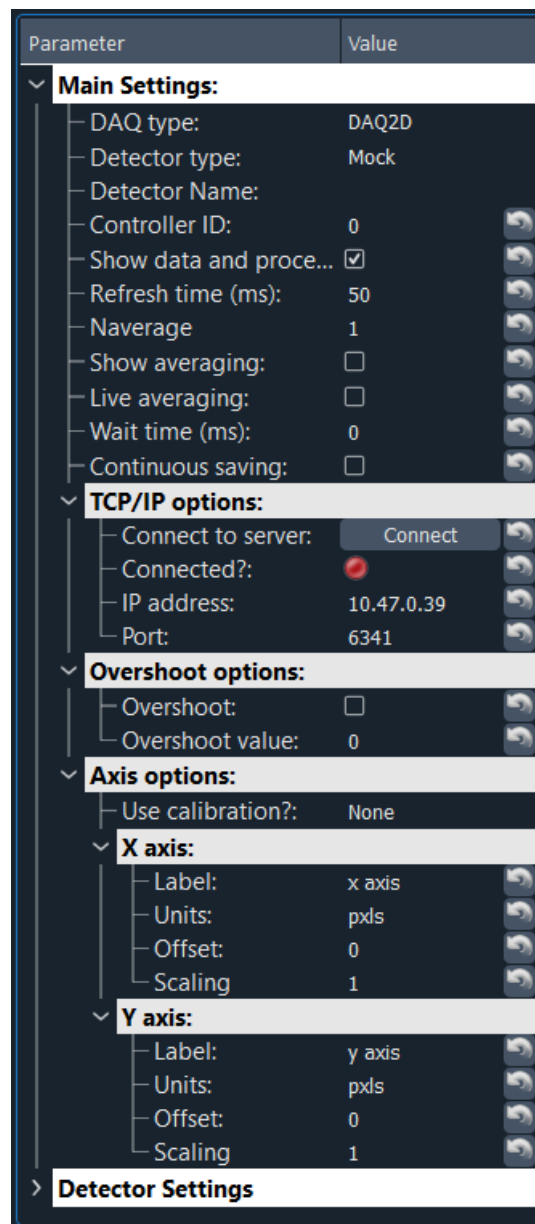 Parameter Value
Main Settings:
DAQ type: DAQ2D
Detector type: Mock
Detector Name:
Controller ID: 0
Show data and proce...
Refresh time (ms): 50
Naverage 1
Show averaging:
Live averaging:
Wait time (ms): 0
Continuous saving:
TCP/IP options:
Connect to server: Connect
Connected?:
IP address: 10.47.0.39
Port: 6341
Overshoot options:
Overshoot:
Overshoot value: 0
Axis options:
Use calibration?: None
X axis:
Label: x axis
Units: pxls
Offset: 0
Scaling 1
Y axis:
Label: y axis
Units: pxls
Offset: 0
Scaling 1
Detector Settings